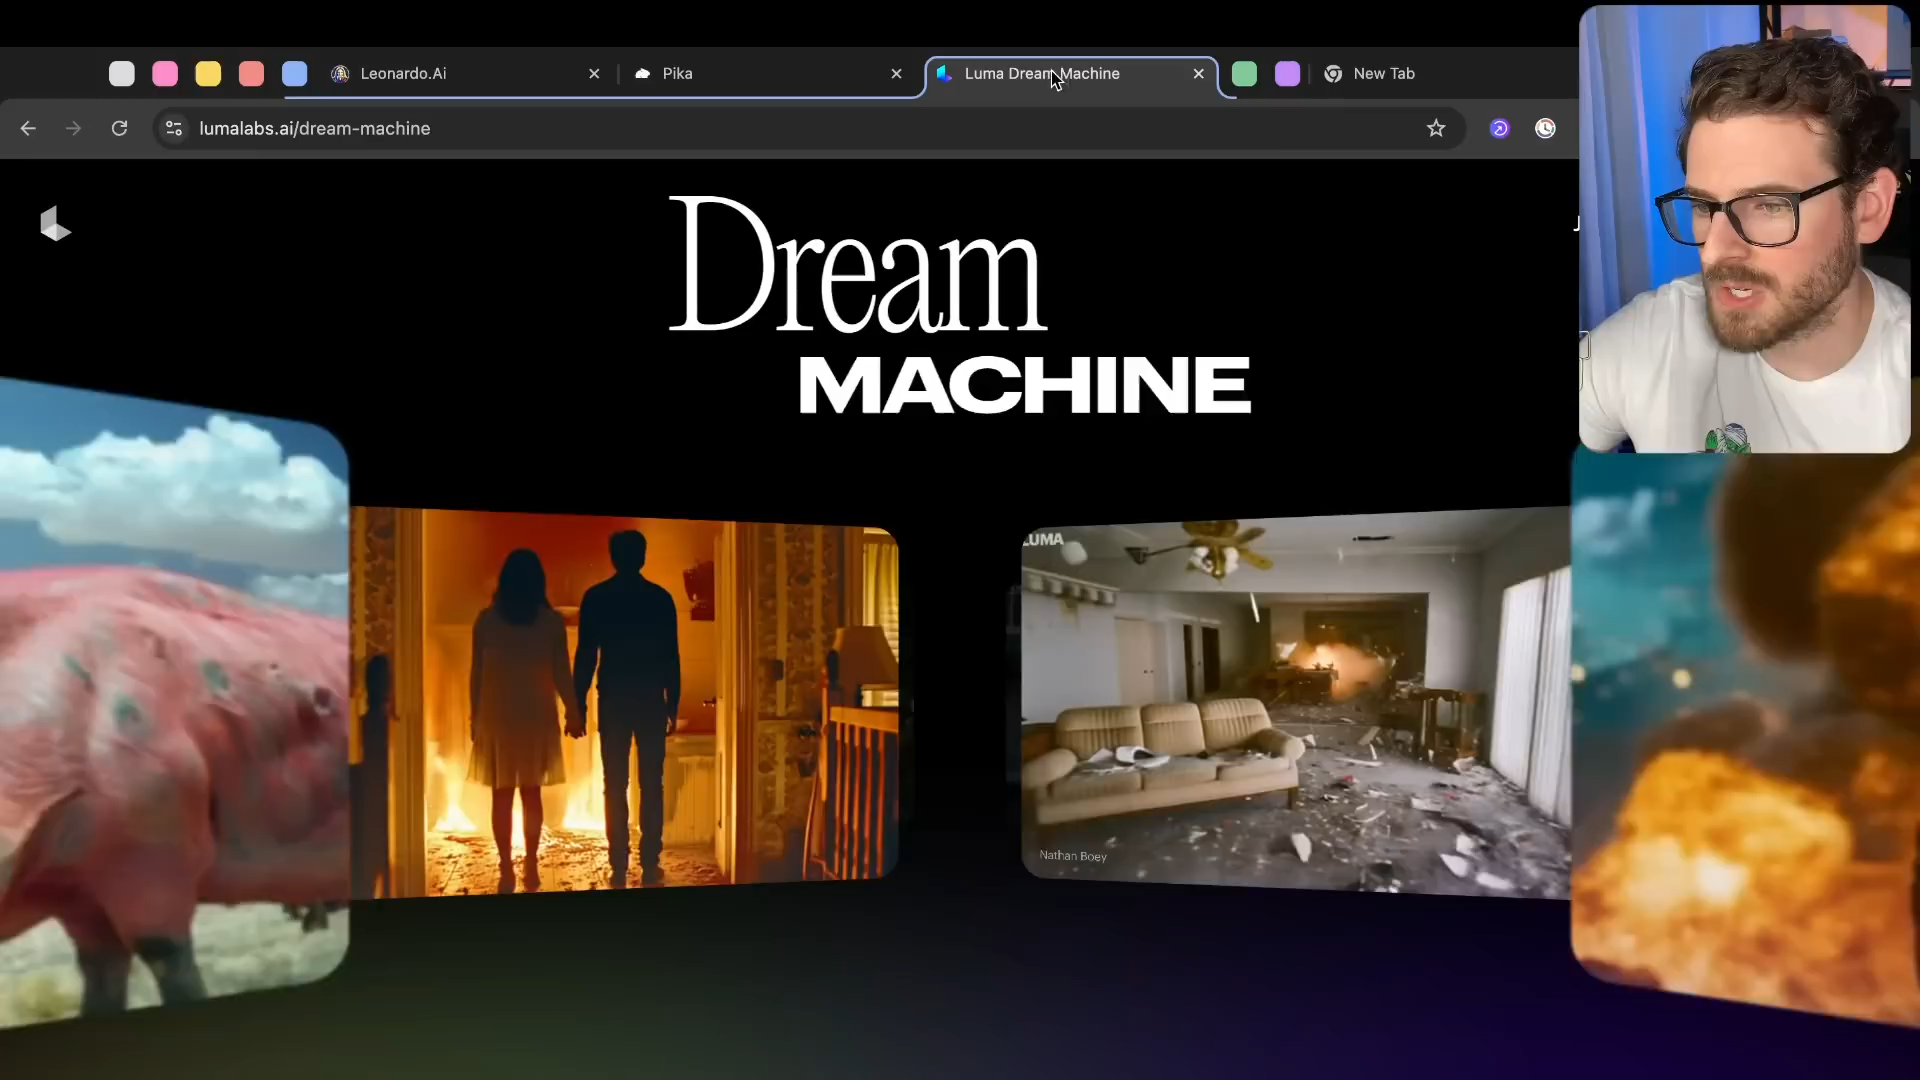 Leonardo.Ai
Pika
Luma Dream Machine
New Tab
lumalabs.ai/dream-machine
Dream
MACHINE
LUMA
Nathan Boey